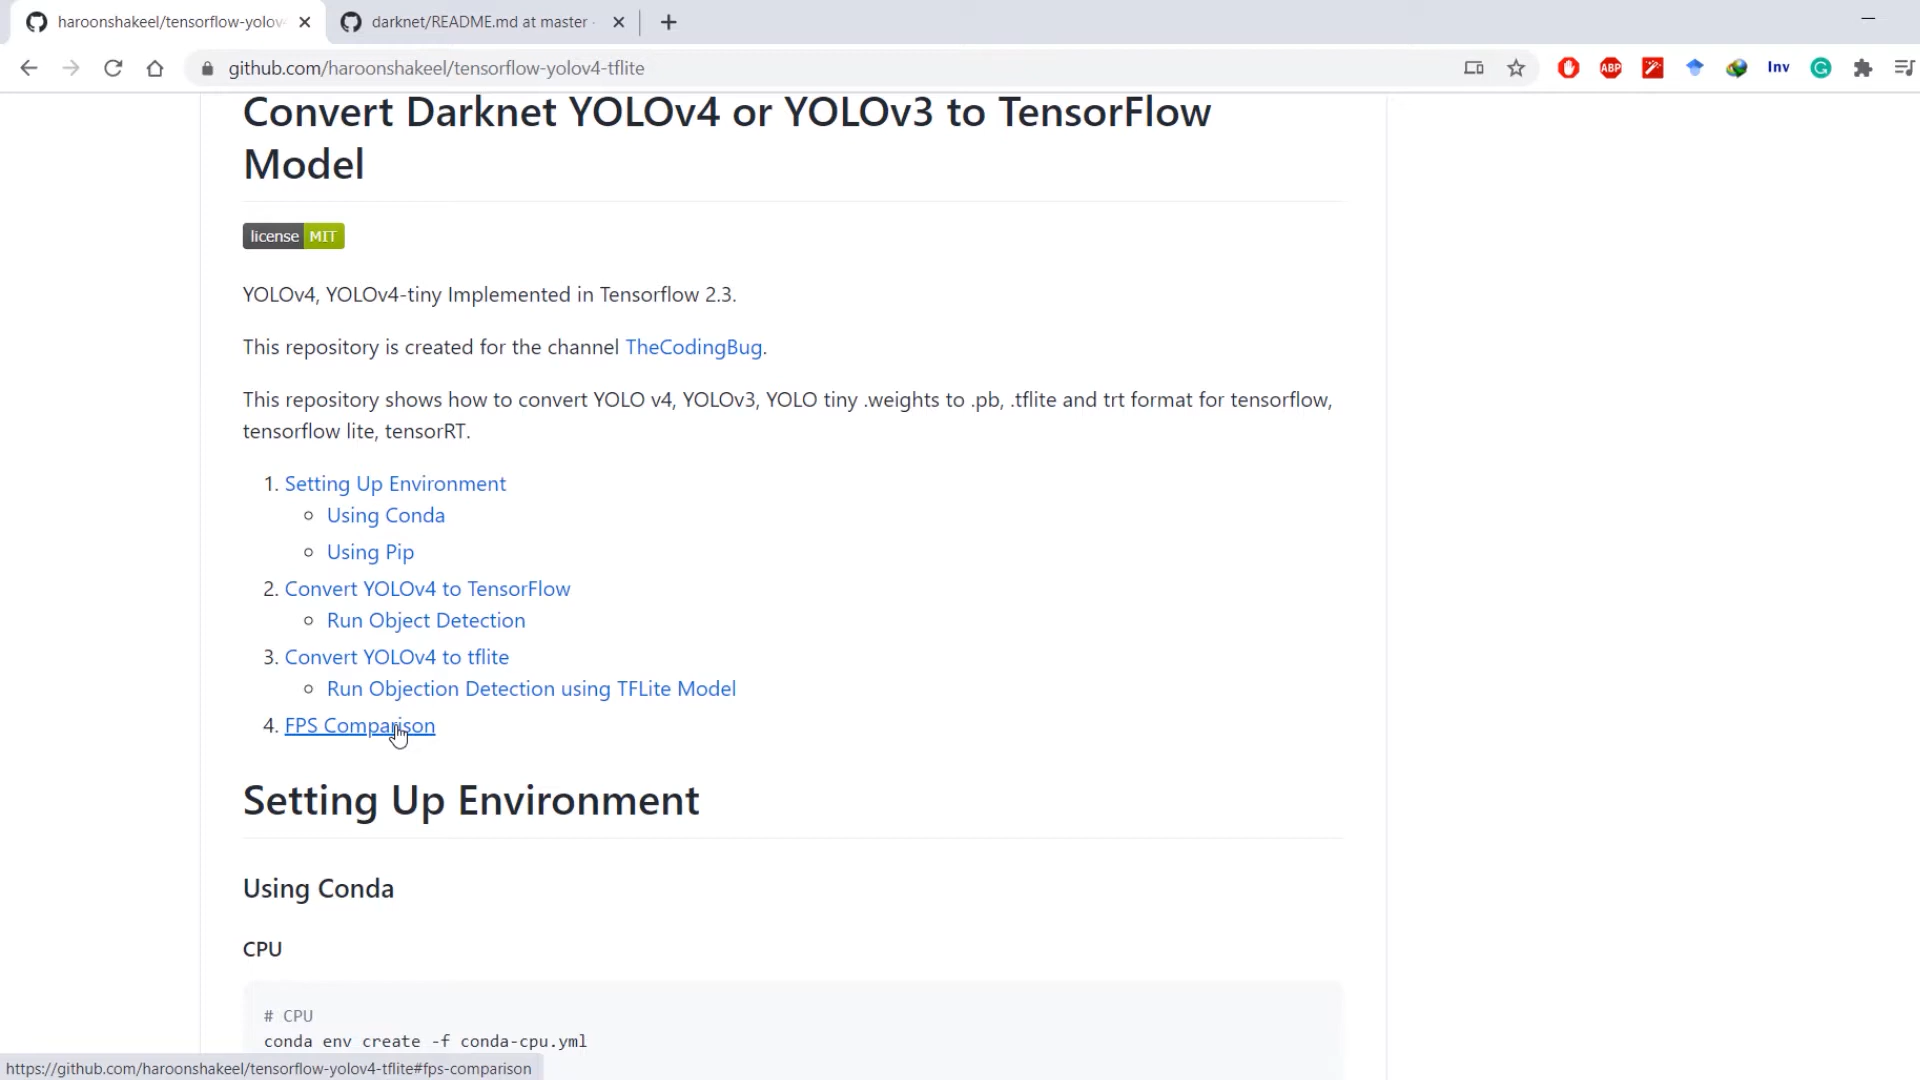 haroonshakeel/tensorflow-yolov
darknet/README.md at master
github.com/haroonshakeel/tensorflow-yolov4-tflite
ABP
Inv
Convert Darknet YOLOv4 or YOLOv3 to TensorFlow
Model
license MIT
YOLOv4, YOLOv4-tiny Implemented in Tensorflow 2.3.
This repository is created for the channel TheCodingBug.
This repository shows how to convert YOLO v4, YOLOv3, YOLO tiny .weights to .pb, .tflite and trt format for tensorflow,
tensorflow lite, tensorRT.
1. Setting Up Environment
Using Conda
Using Pip
2. Convert YOLOv4 to TensorFlow
Run Object Detection
3. Convert YOLOv4 to tflite
Run Objection Detection using TFLite Model
4. FPS Comparison
Setting Up Environment
Using Conda
CPU
# CPU
conda env create -f conda-cpu.yml
https://github.com/haroonshakeel/tensorflow-yolov4-tflite#fps-comparison